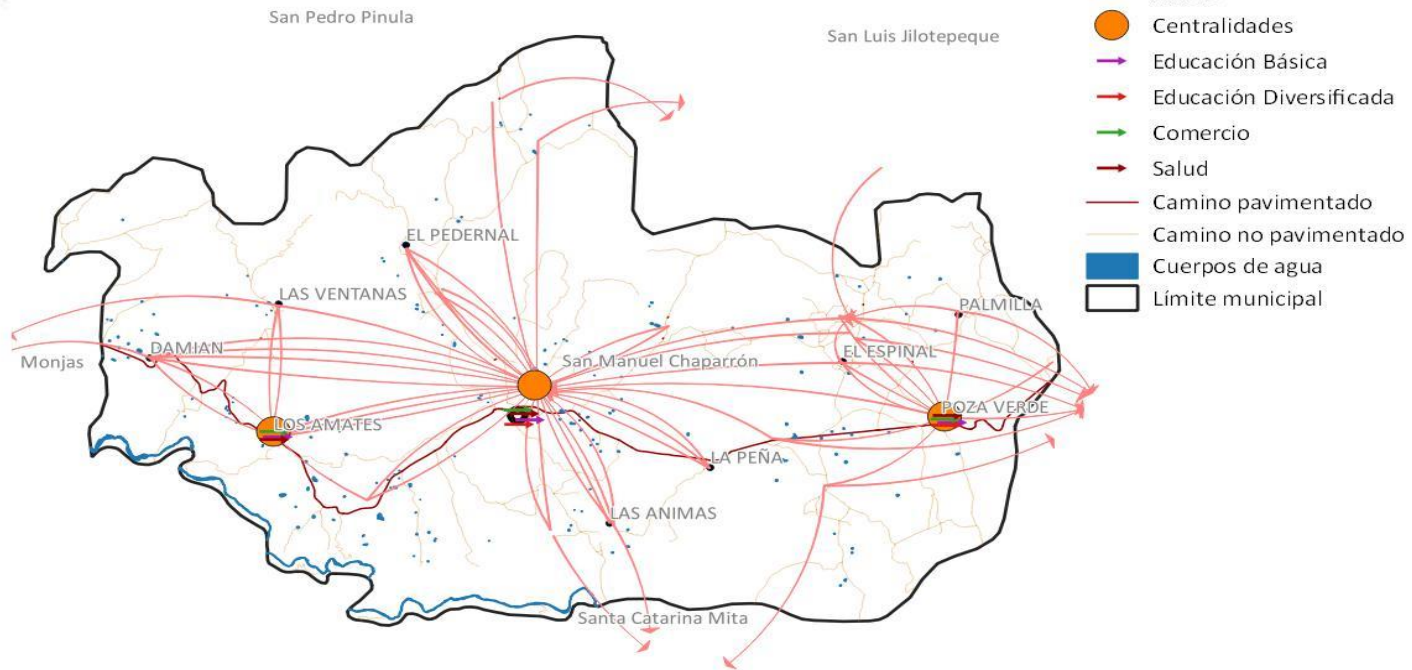 San Pedro Pinula
San Luis Jilotepeque
EL PEDERNAL
LAS VENTANAS
PALMILLA
Monjas
DAMIAN
San Manuel Chaparrón
EL ESPINAL
LOS AMATES
POZA VERDE
LA PEÑA
LAS ANIMAS
Santa Catarina Mita
Centralidades
Educación Básica
Educación Diversificada
Comercio
Salud
Camino pavimentado
Camino no pavimentado
Cuerpos de agua
Límite municipal